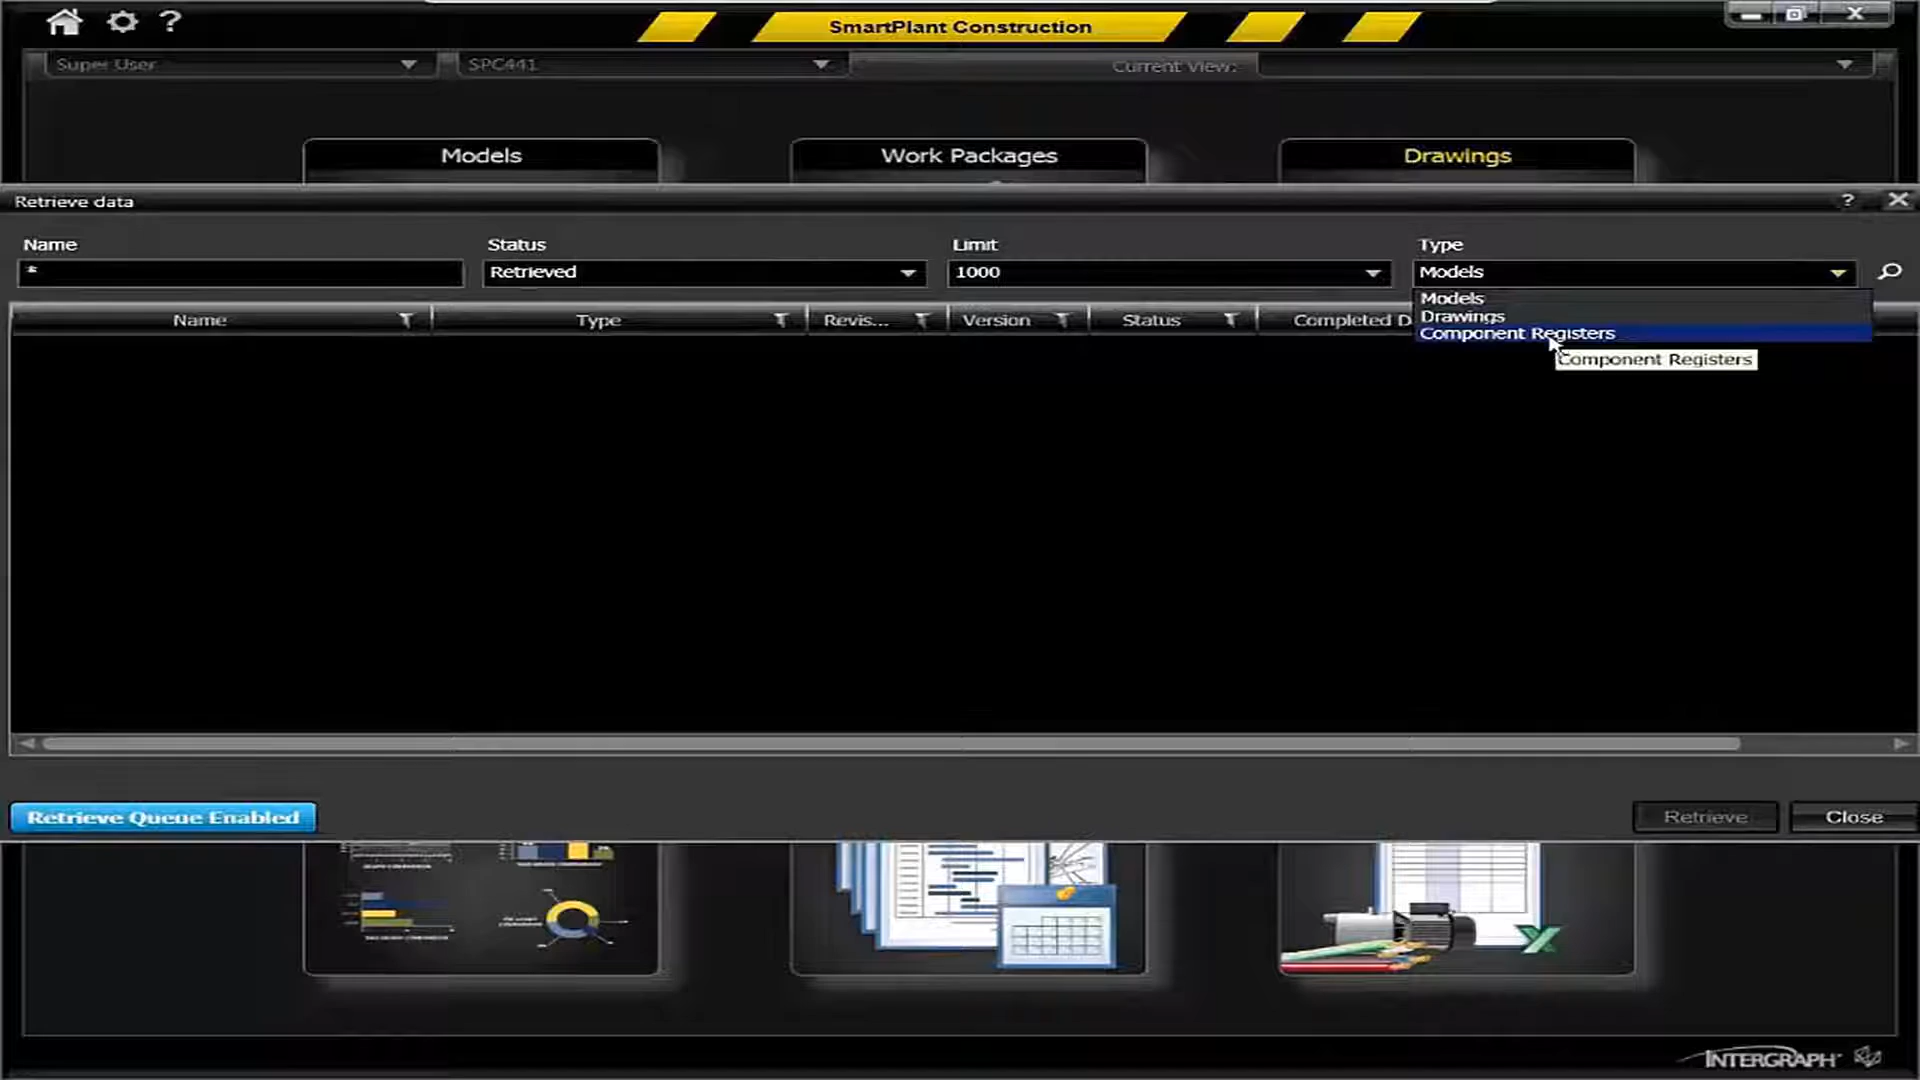 SmartPlant Construction
Super User
SPC441
Current View:
Models
Work Packages
Drawings
Retrieve data
?
Name
Status
Limit
Type
*
Retrieved
1000
Models
Models
Drawings
Component Registers
Component Registers
Name
Type
Revis...
Version
Status
Completed D
Retrieve Queue Enabled
Retrieve
Close
INTERGRAPH